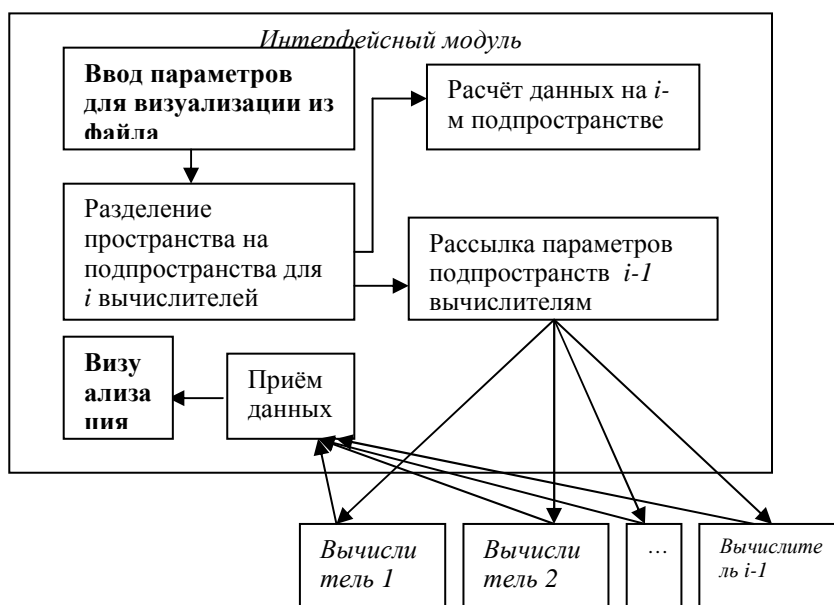 Интерфейсный модуль
Ввод параметров
для визуализации из
файла
Расчёт данных на i-
м подпространстве
Разделение
пространства на
подпространства для
i вычислителей
Рассылка параметров
подпространств i-1
вычислителям
Визу
ализа
ция
Приём
данных
Вычисли
тель 1
Вычисли
тель 2
…
Вычислите
ль i-1